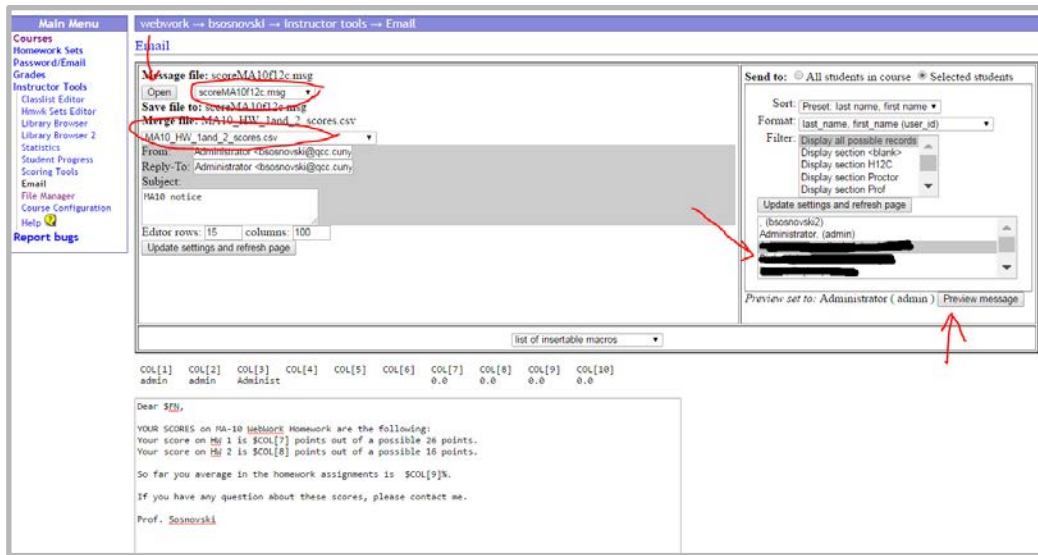 Main Menu
Courses
Homework Sets
Password/Email
Grades
Instructor Tools
Classlist Editor
Hmwk Sets Editor
Library Browser
Library Browser 2
Statistics
Student Progress
Scoring Tools
Email
File Manager
Course Configuration
Help
Report bugs
webwork → bsosnovski → Instructor tools → Email
Email
Message file: scoreMA10f12c.msg
Open scoreMA10f12c.msg
Save file to: scoreMA10f12c.msg
Merge file: MA10_HW_1and_2_scores.csv
MA10_HW_1and_2_scores.csv
From: Administrator <bsosnovski@qcc.cuny
Reply-To: Administrator <bsosnovski@qcc.cuny
Subject:
MA10 notice
Editor rows: 15 columns: 100
Update settings and refresh page
Send to: All students in course Selected students
Sort: Preset: last name, first name
Format: last_name, first_name (user_id)
Filter: Display all possible records
Display section <blank>
Display section H12C
Display section Proctor
Display section Prof
Update settings and refresh page
, (bsosnovski2)
Administrator, (admin)
Preview set to: Administrator ( admin ) Preview message
list of insertable macros
COL[1] COL[2] COL[3] COL[4] COL[5] COL[6] COL[7] COL[8] COL[9] COL[10]
admin admin Administ 0.0 0.0 0.0 0.0
Dear $FN,
YOUR SCORES on MA-10 WebWork Homework are the following:
Your score on HW 1 is $COL[7] points out of a possible 26 points.
Your score on HW 2 is $COL[8] points out of a possible 16 points.
So far you average in the homework assignments is $COL[9]%.
If you have any question about these scores, please contact me.
Prof. Sosnovski